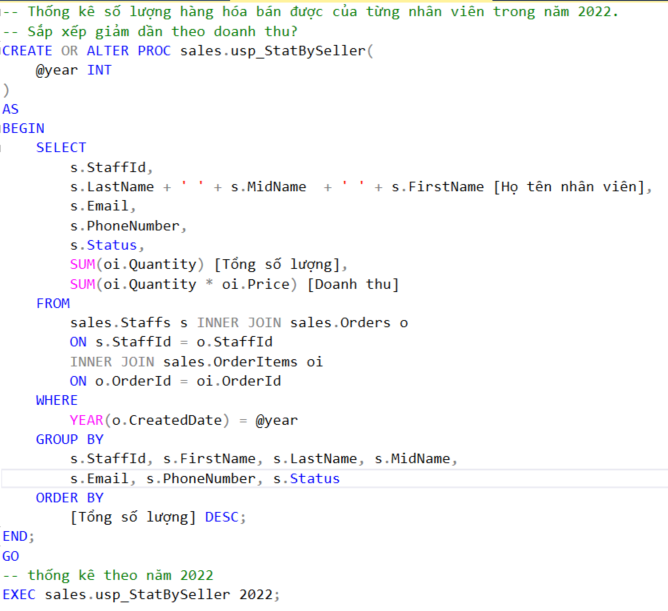 -- Thống kê số lượng hàng hóa bán được của từng nhân viên trong năm 2022.
-- Sắp xếp giảm dần theo doanh thu?
CREATE OR ALTER PROC sales.usp_StatBySeller(
    @year INT
)
AS
BEGIN
    SELECT
        s.StaffId,
        s.LastName + ' ' + s.MidName  + ' ' + s.FirstName [Họ tên nhân viên],
        s.Email,
        s.PhoneNumber,
        s.Status,
        SUM(oi.Quantity) [Tổng số lượng],
        SUM(oi.Quantity * oi.Price) [Doanh thu]
    FROM
        sales.Staffs s INNER JOIN sales.Orders o
        ON s.StaffId = o.StaffId
        INNER JOIN sales.OrderItems oi
        ON o.OrderId = oi.OrderId
    WHERE
        YEAR(o.CreatedDate) = @year
    GROUP BY
        s.StaffId, s.FirstName, s.LastName, s.MidName,
        s.Email, s.PhoneNumber, s.Status
    ORDER BY
        [Tổng số lượng] DESC;
END;
GO
-- thống kê theo năm 2022
EXEC sales.usp_StatBySeller 2022;